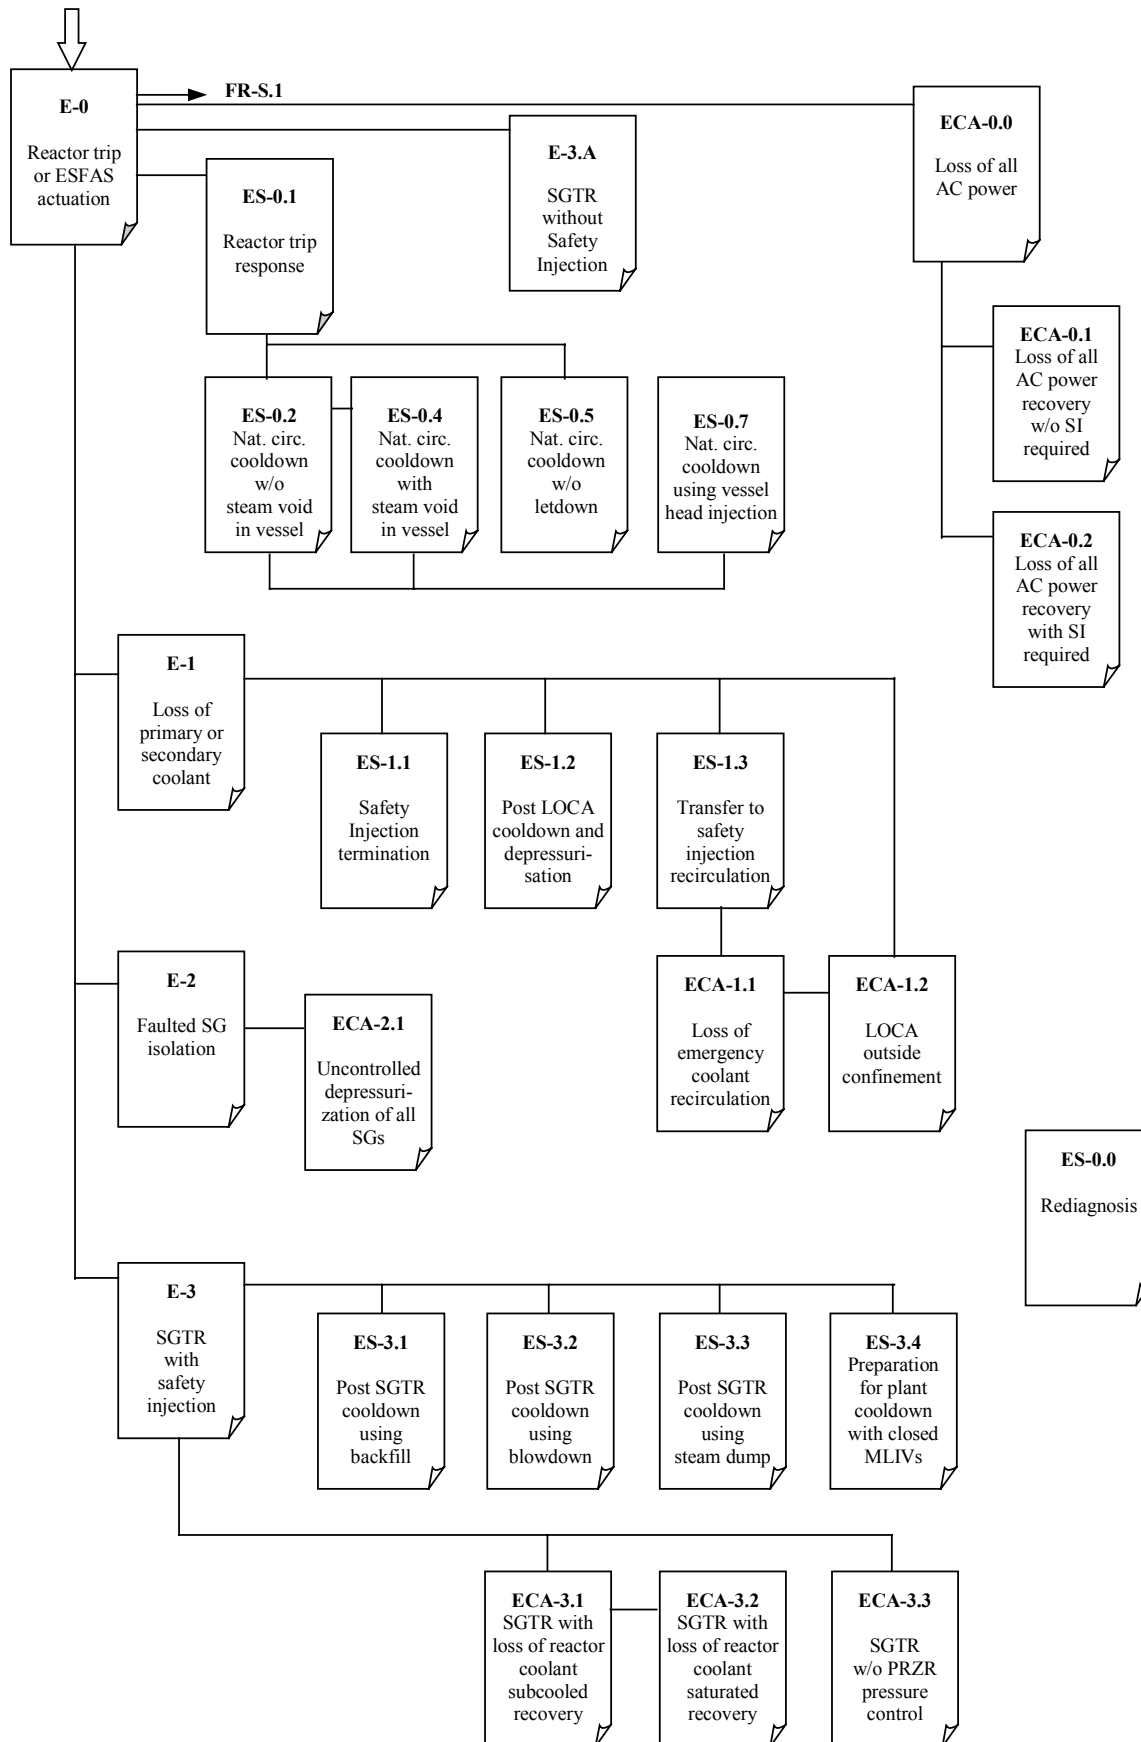 E-0
Reactor trip
or ESFAS
actuation
FR-S.1
ECA-0.0
Loss of all
AC power
E-3.A
SGTR
without
Safety
Injection
ES-0.1
Reactor trip
response
ECA-0.1
Loss of all
AC power
recovery
w/o SI
required
ES-0.2
Nat. circ.
cooldown
w/o
steam void
in vessel
ES-0.4
Nat. circ.
cooldown
with
steam void
in vessel
ES-0.5
Nat. circ.
cooldown
w/o
letdown
ES-0.7
Nat. circ.
cooldown
using vessel
head injection
ECA-0.2
Loss of all
AC power
recovery
with SI
required
E-1
Loss of
primary or
secondary
coolant
ES-1.1
Safety
Injection
termination
ES-1.2
Post LOCA
cooldown and
depressuri-
sation
ES-1.3
Transfer to
safety
injection
recirculation
E-2
Faulted SG
isolation
ECA-2.1
Uncontrolled
depressuri-
zation of all
SGs
ECA-1.1
Loss of
emergency
coolant
recirculation
ECA-1.2
LOCA
outside
confinement
ES-0.0
Rediagnosis
E-3
SGTR
with
safety
injection
ES-3.1
Post SGTR
cooldown
using
backfill
ES-3.2
Post SGTR
cooldown
using
blowdown
ES-3.3
Post SGTR
cooldown
using
steam dump
ES-3.4
Preparation
for plant
cooldown
with closed
MLIVs
ECA-3.1
SGTR with
loss of reactor
coolant
subcooled
recovery
ECA-3.2
SGTR with
loss of reactor
coolant
saturated
recovery
ECA-3.3
SGTR
w/o PRZR
pressure
control